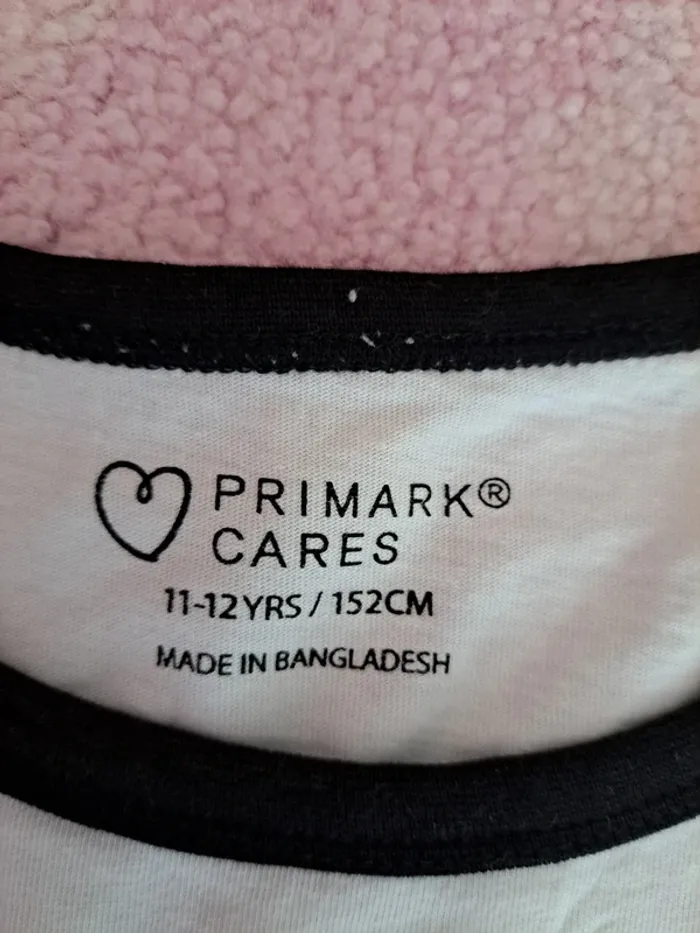 PRIMARK®
CARES
11-12YRS / 152CM
MADE IN BANGLADESH